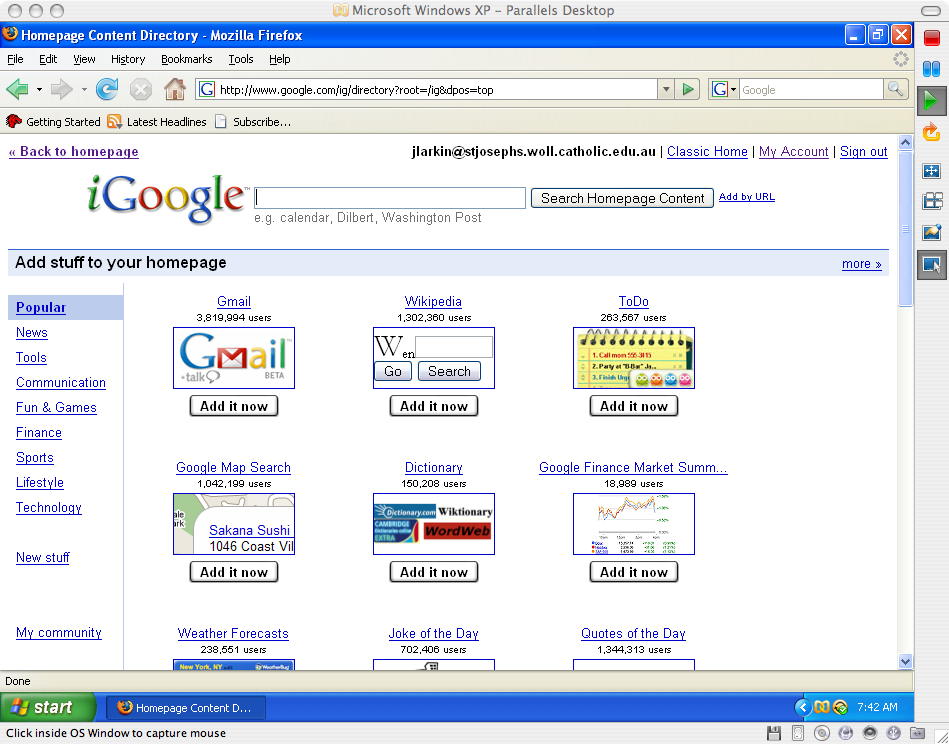 Microsoft Windows XP – Parallels Desktop
Homepage Content Directory - Mozilla Firefox
File Edit View History Bookmarks Tools Help
http://www.google.com/ig/directory?root=/ig&dpos=top
Google
Getting Started Latest Headlines Subscribe...
« Back to homepage
jlarkin@stjosephs.woll.catholic.edu.au | Classic Home | My Account | Sign out
iGoogle™
Search Homepage Content
Add by URL
e.g. calendar, Dilbert, Washington Post
Add stuff to your homepage
more »
Popular
News
Tools
Communication
Fun & Games
Finance
Sports
Lifestyle
Technology
New stuff
My community
Gmail
3,819,994 users
Gmail™
talk BETA
Add it now
Wikipedia
1,302,360 users
W en
Go Search
Add it now
ToDo
263,567 users
1. Call mom 555-3115
2. Party at "B-Bar" Ja...
3. Finish Urg
Add it now
Google Map Search
1,042,199 users
ale
ark
Sakana Sushi
1046 Coast Vil
Add it now
Dictionary
150,208 users
Dictionary.com Wiktionary
CAMBRIDGE
Dictionaries online
EXTRA
WordWeb
Add it now
Google Finance Market Summ...
18,989 users
Add it now
Weather Forecasts
238,551 users
New York, NY
WeatherBug
Joke of the Day
702,406 users
Quotes of the Day
1,344,313 users
Done
start
Homepage Content D...
7:42 AM
Click inside OS Window to capture mouse